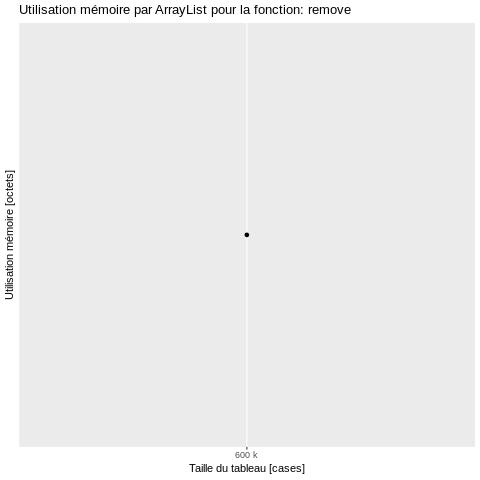 Utilisation mémoire par ArrayList pour la fonction: remove
Utilisation mémoire [octets]
600 k
Taille du tableau [cases]